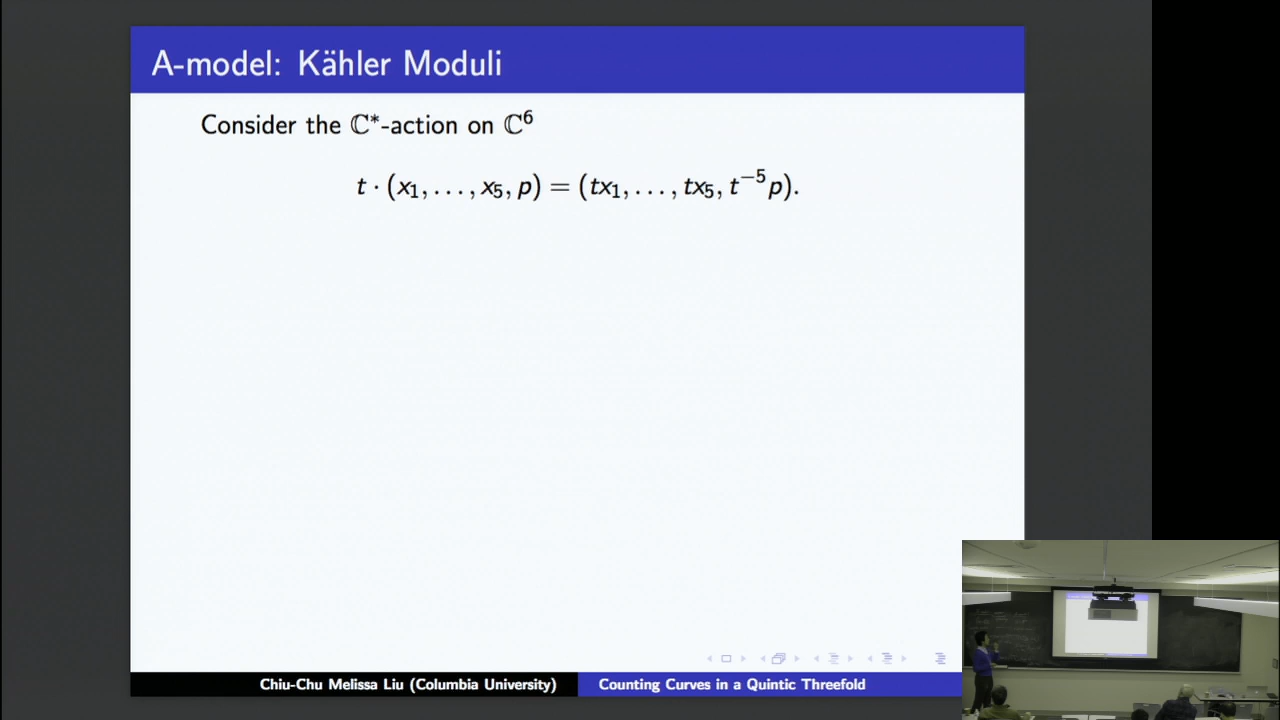 A-model: Kähler Moduli
Consider the ℂ*-action on ℂ⁶
t · (x₁, . . . , x₅, p) = (tx₁, . . . , tx₅, t⁻⁵p).
Chiu-Chu Melissa Liu (Columbia University) Counting Curves in a Quintic Threefold